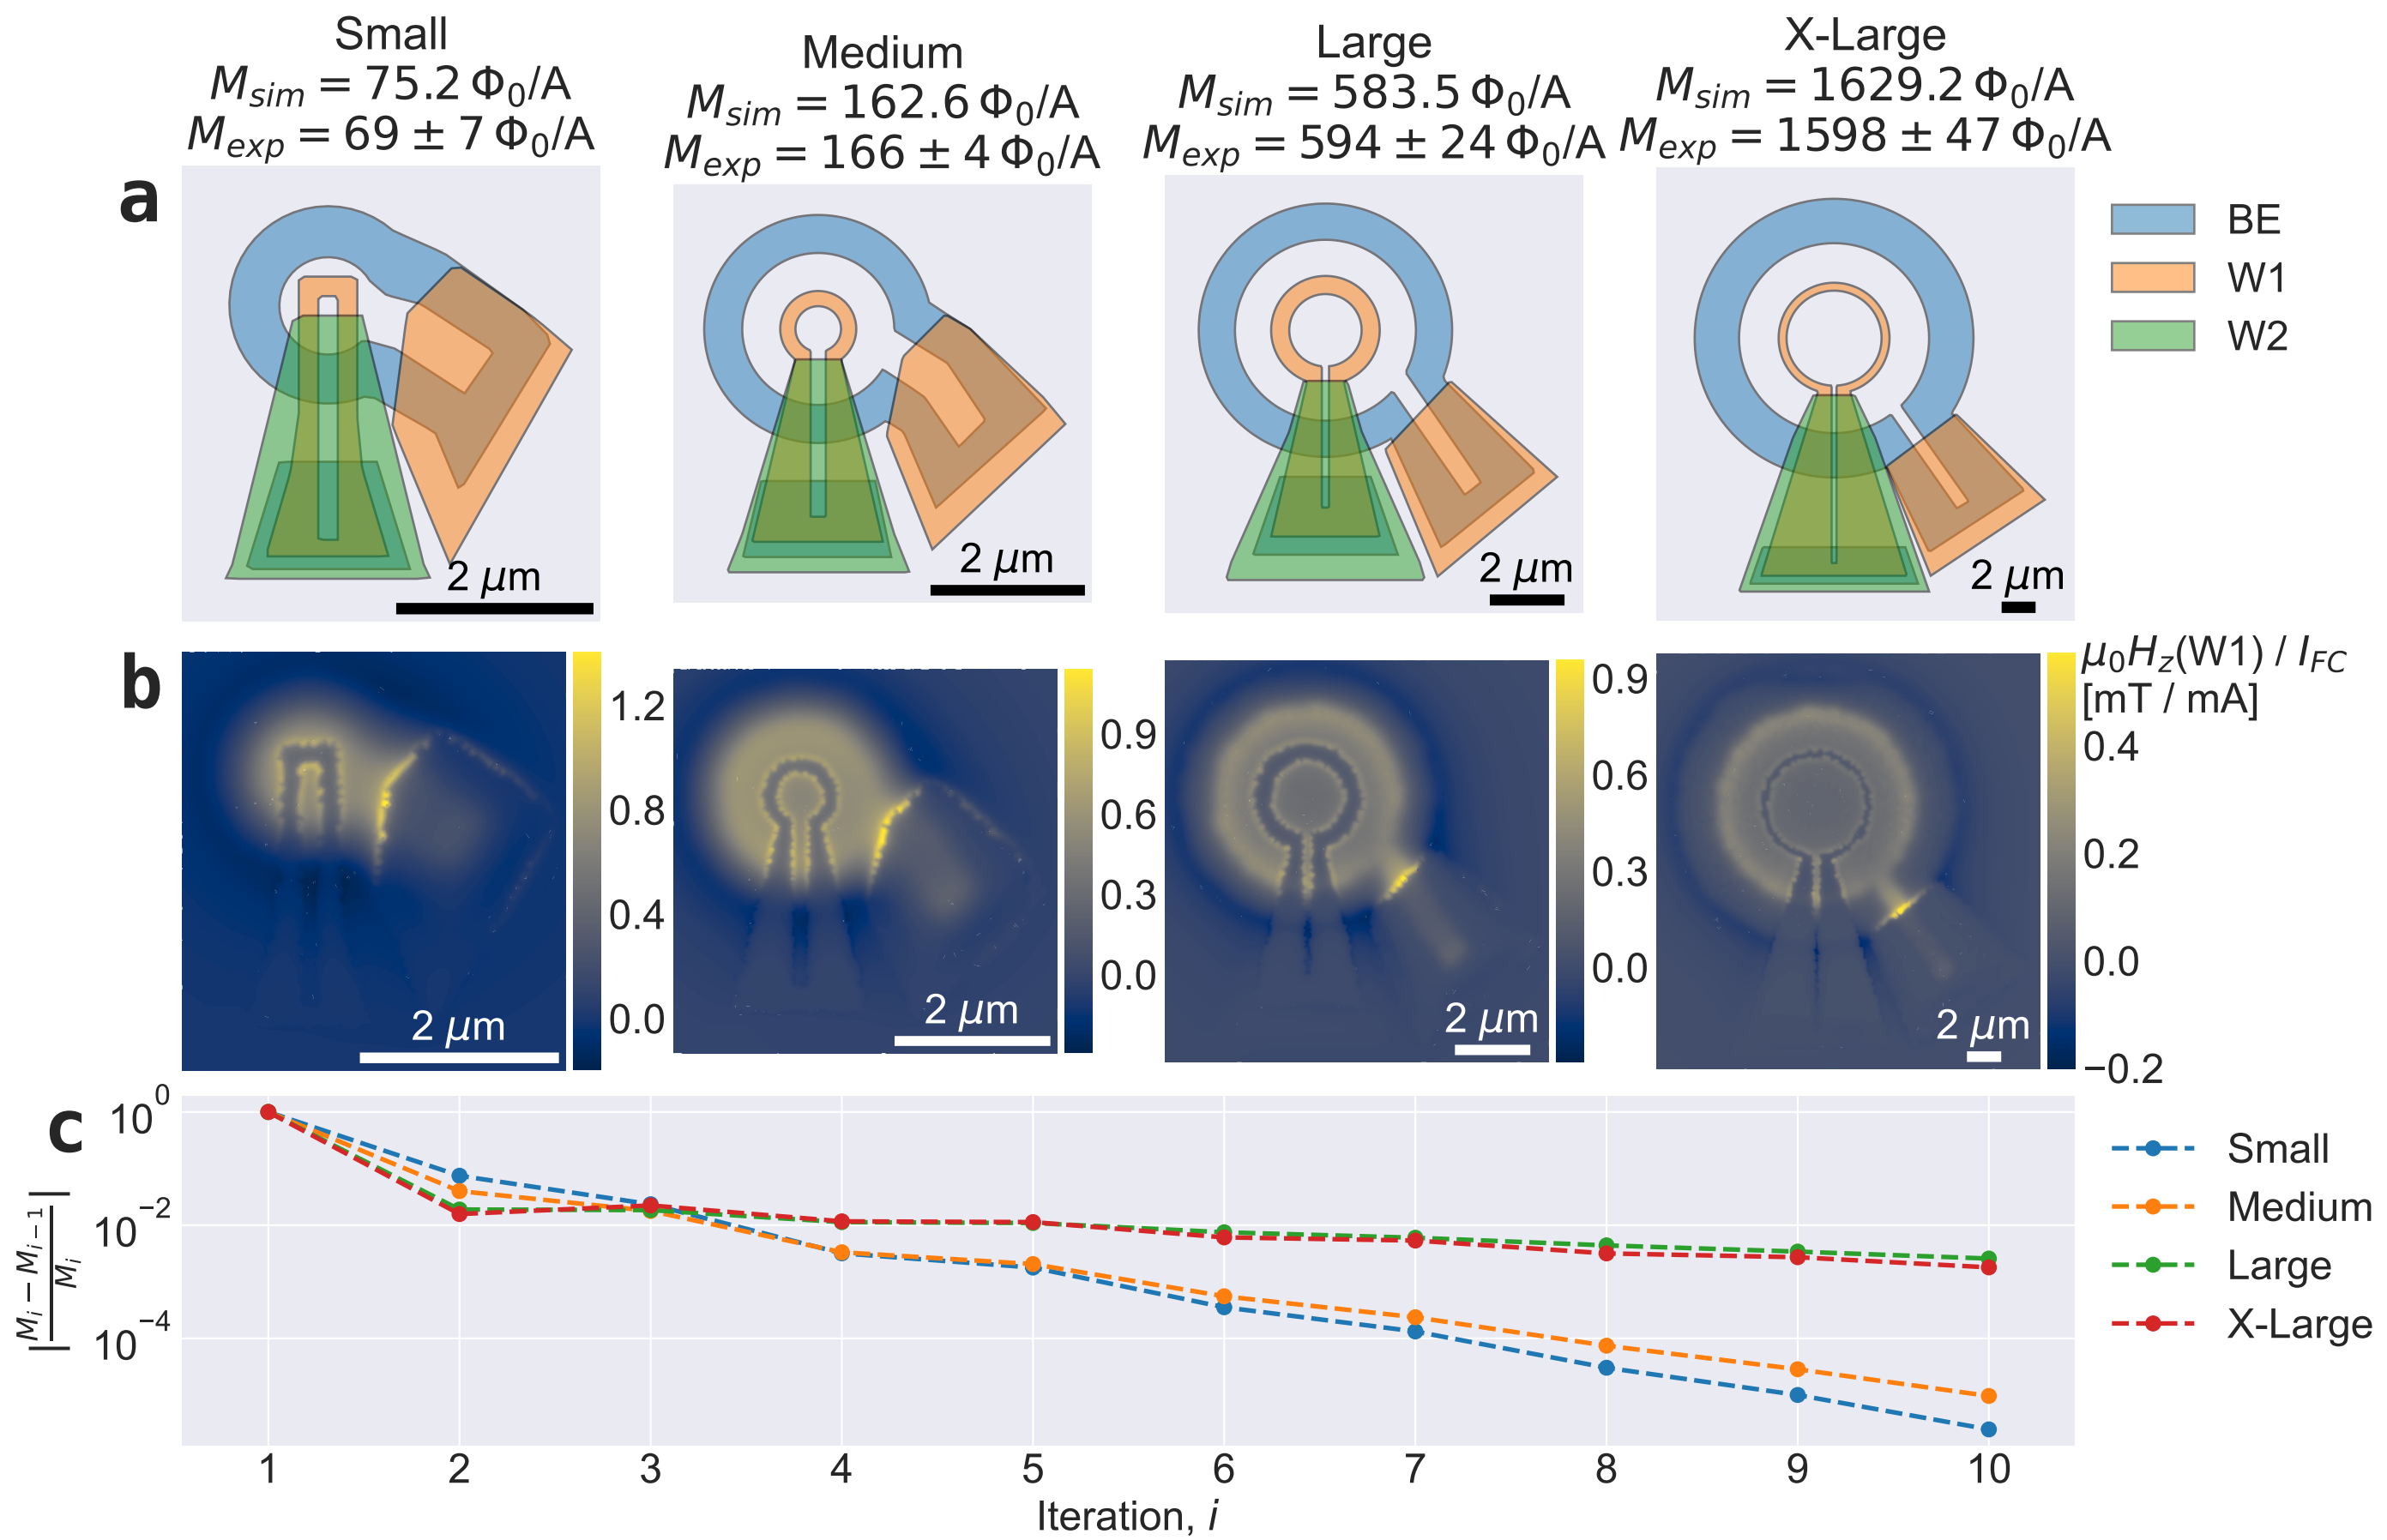 Small
M_sim = 75.2 Φ₀/A
M_exp = 69 ± 7 Φ₀/A
Medium
M_sim = 162.6 Φ₀/A
M_exp = 166 ± 4 Φ₀/A
Large
M_sim = 583.5 Φ₀/A
M_exp = 594 ± 24 Φ₀/A
X-Large
M_sim = 1629.2 Φ₀/A
M_exp = 1598 ± 47 Φ₀/A
a
2 μm
2 μm
2 μm
2 μm
BE
W1
W2
b
2 μm
1.2
0.8
0.4
0.0
2 μm
0.9
0.6
0.3
0.0
2 μm
0.9
0.6
0.3
0.0
2 μm
μ₀H_z(W1) / I_FC
[mT / mA]
0.4
0.2
0.0
−0.2
c
|M_i − M_{i−1} / M_i|
10⁰
10⁻²
10⁻⁴
1 2 3 4 5 6 7 8 9 10
Iteration, i
Small
Medium
Large
X-Large